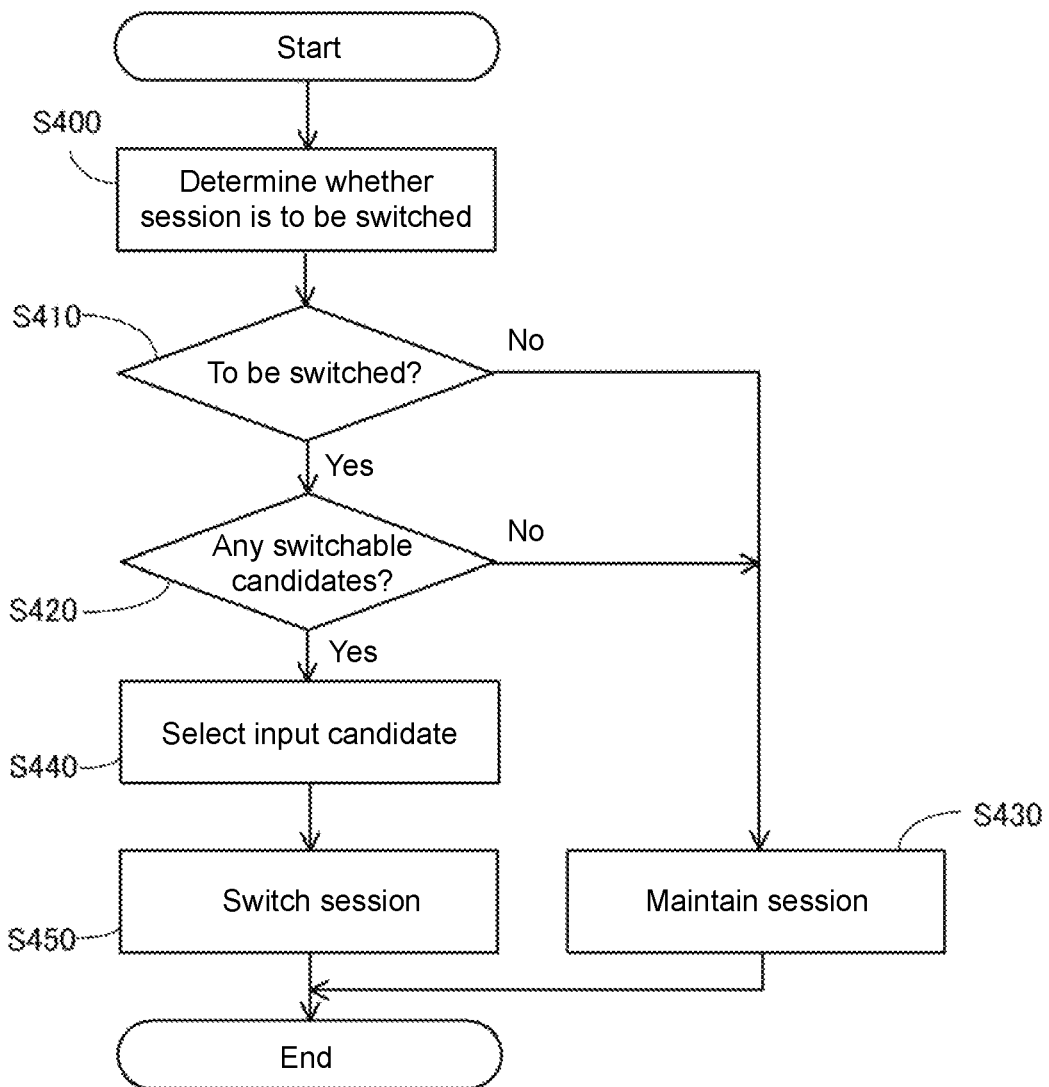 Start
S400
Determine whether
session is to be switched
S410
To be switched?
No
Yes
Any switchable
candidates?
No
S420
Yes
Select input candidate
S440
S430
Switch session
Maintain session
S450
End